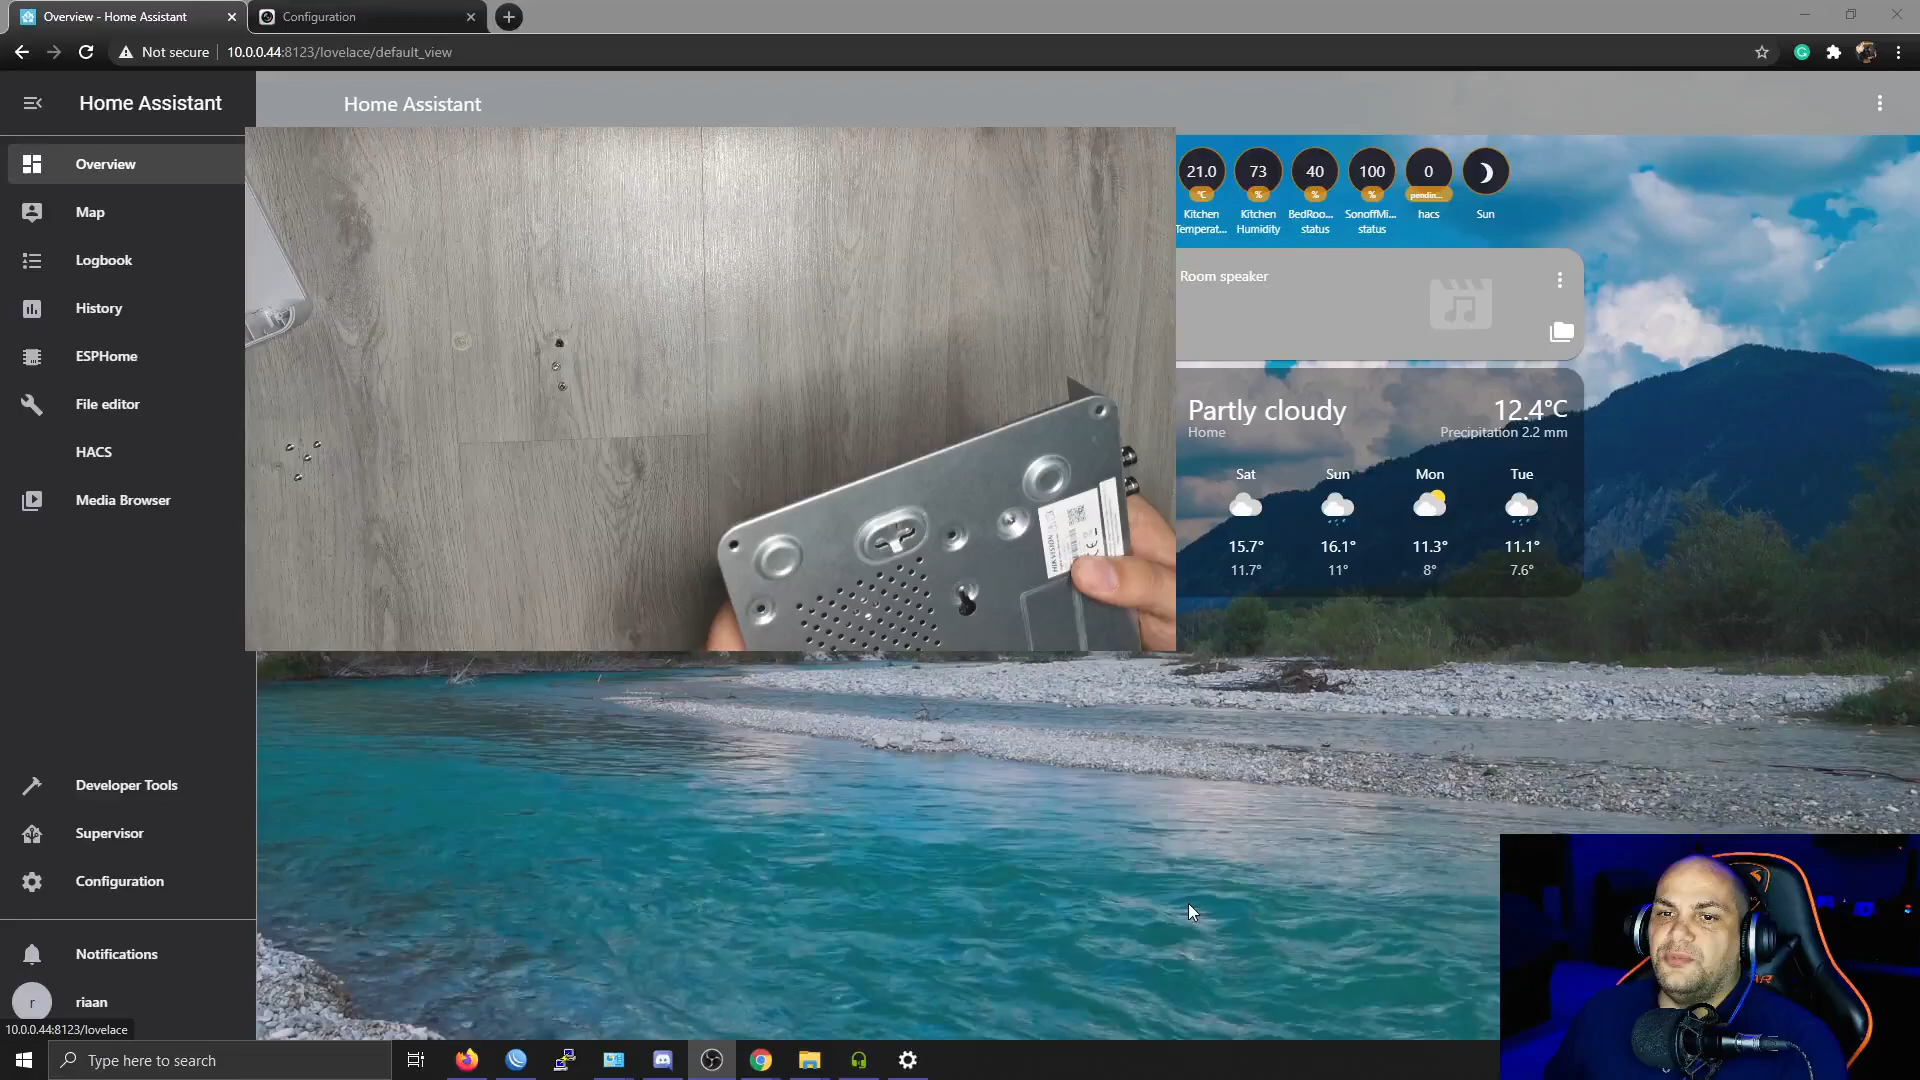 Overview - Home Assistant
Configuration
Not secure
10.0.0.44:8123/lovelace/default_view
Home Assistant
Home Assistant
Overview
Map
Logbook
History
ESPHome
File editor
HACS
Media Browser
Developer Tools
Supervisor
Configuration
Notifications
r
riaan
10.0.0.44:8123/lovelace
21.0
73
40
100
0
°C
%
%
%
pendin...
Kitchen
Temperat...
Kitchen
Humidity
BedRoo...
status
SonoffMi...
status
hacs
Sun
Room speaker
Partly cloudy
12.4°C
Home
Precipitation 2.2 mm
Sat
Sun
Mon
Tue
15.7°
16.1°
11.3°
11.1°
11.7°
11°
8°
7.6°
HIKVISION
CE
Type here to search